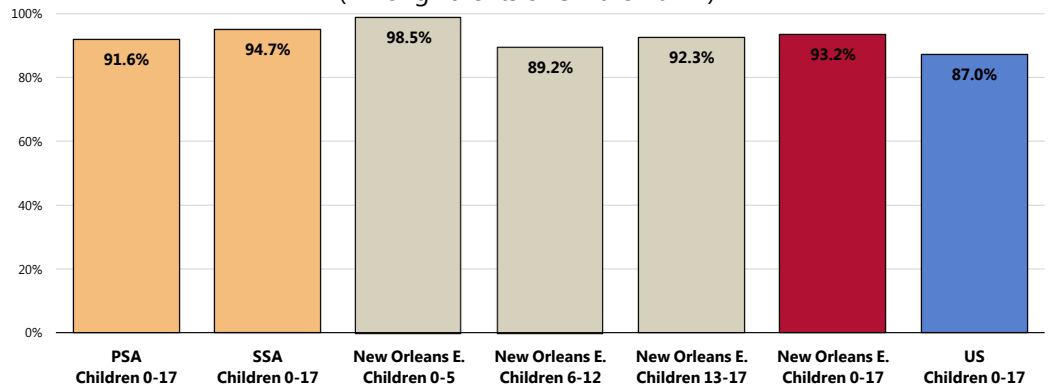 100%
80%
60%
40%
20%
0%
91.6%
94.7%
98.5%
89.2%
92.3%
93.2%
87.0%
PSA
Children 0-17
SSA
Children 0-17
New Orleans E.
Children 0-5
New Orleans E.
Children 6-12
New Orleans E.
Children 13-17
New Orleans E.
Children 0-17
US
Children 0-17